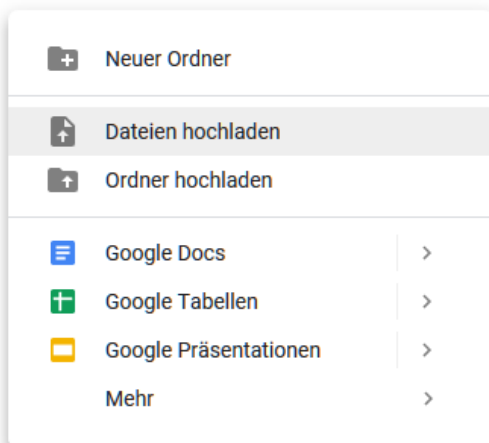 Neuer Ordner
Dateien hochladen
Ordner hochladen
Google Docs
Google Tabellen
Google Präsentationen
Mehr